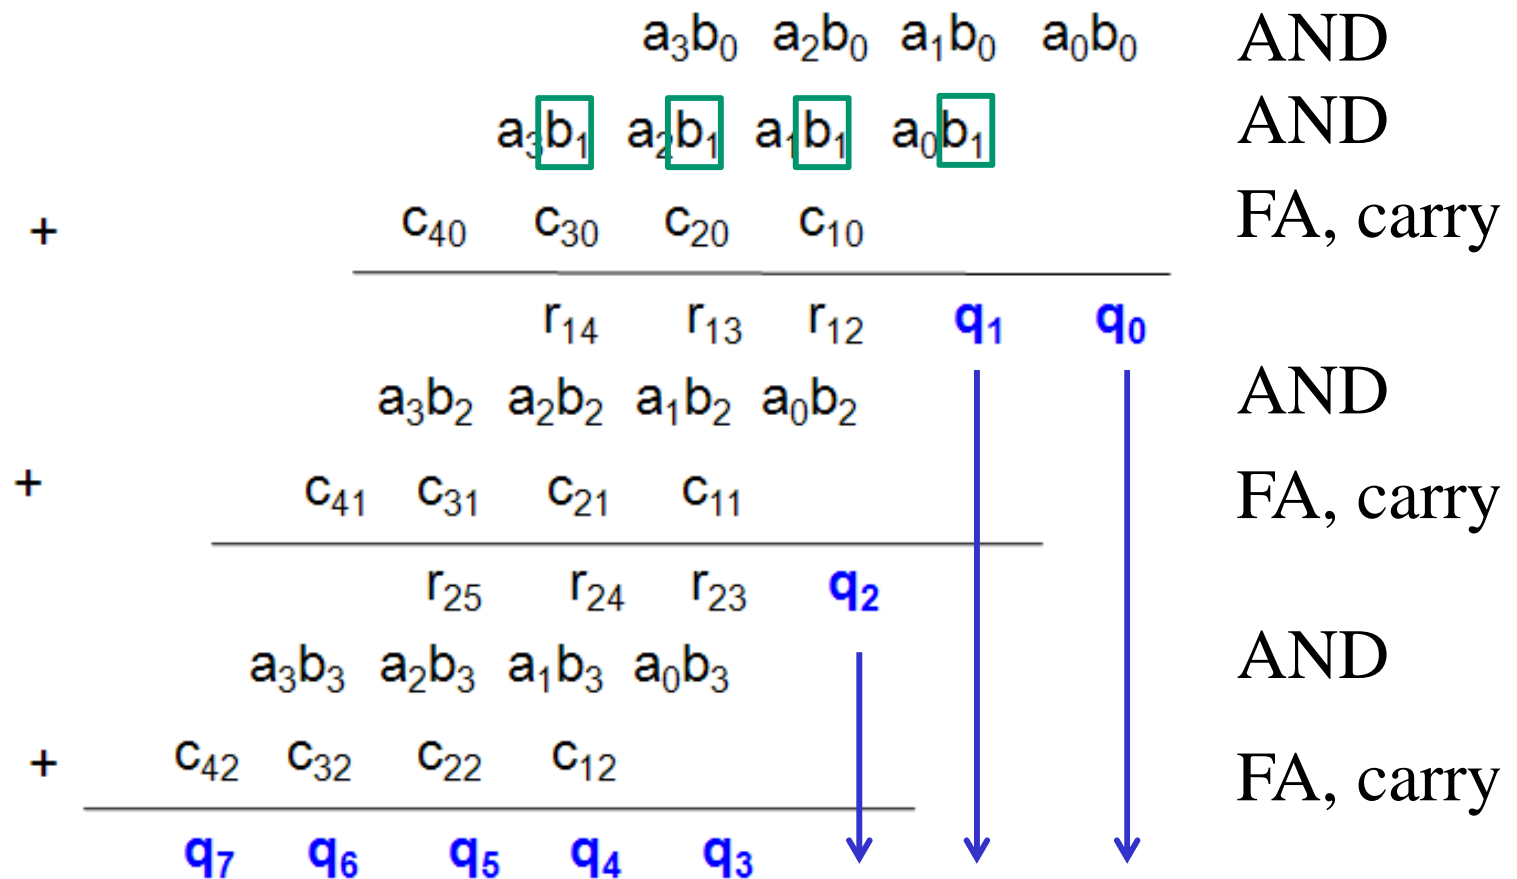 a₃b₀ a₂b₀ a₁b₀ a₀b₀ AND
a₃b₁ a₂b₁ a₁b₁ a₀b₁ AND
+ c₄₀ c₃₀ c₂₀ c₁₀ FA, carry
r₁₄ r₁₃ r₁₂ q₁ q₀
a₃b₂ a₂b₂ a₁b₂ a₀b₂ AND
+ c₄₁ c₃₁ c₂₁ c₁₁ FA, carry
r₂₅ r₂₄ r₂₃ q₂
a₃b₃ a₂b₃ a₁b₃ a₀b₃ AND
+ c₄₂ c₃₂ c₂₂ c₁₂ FA, carry
q₇ q₆ q₅ q₄ q₃